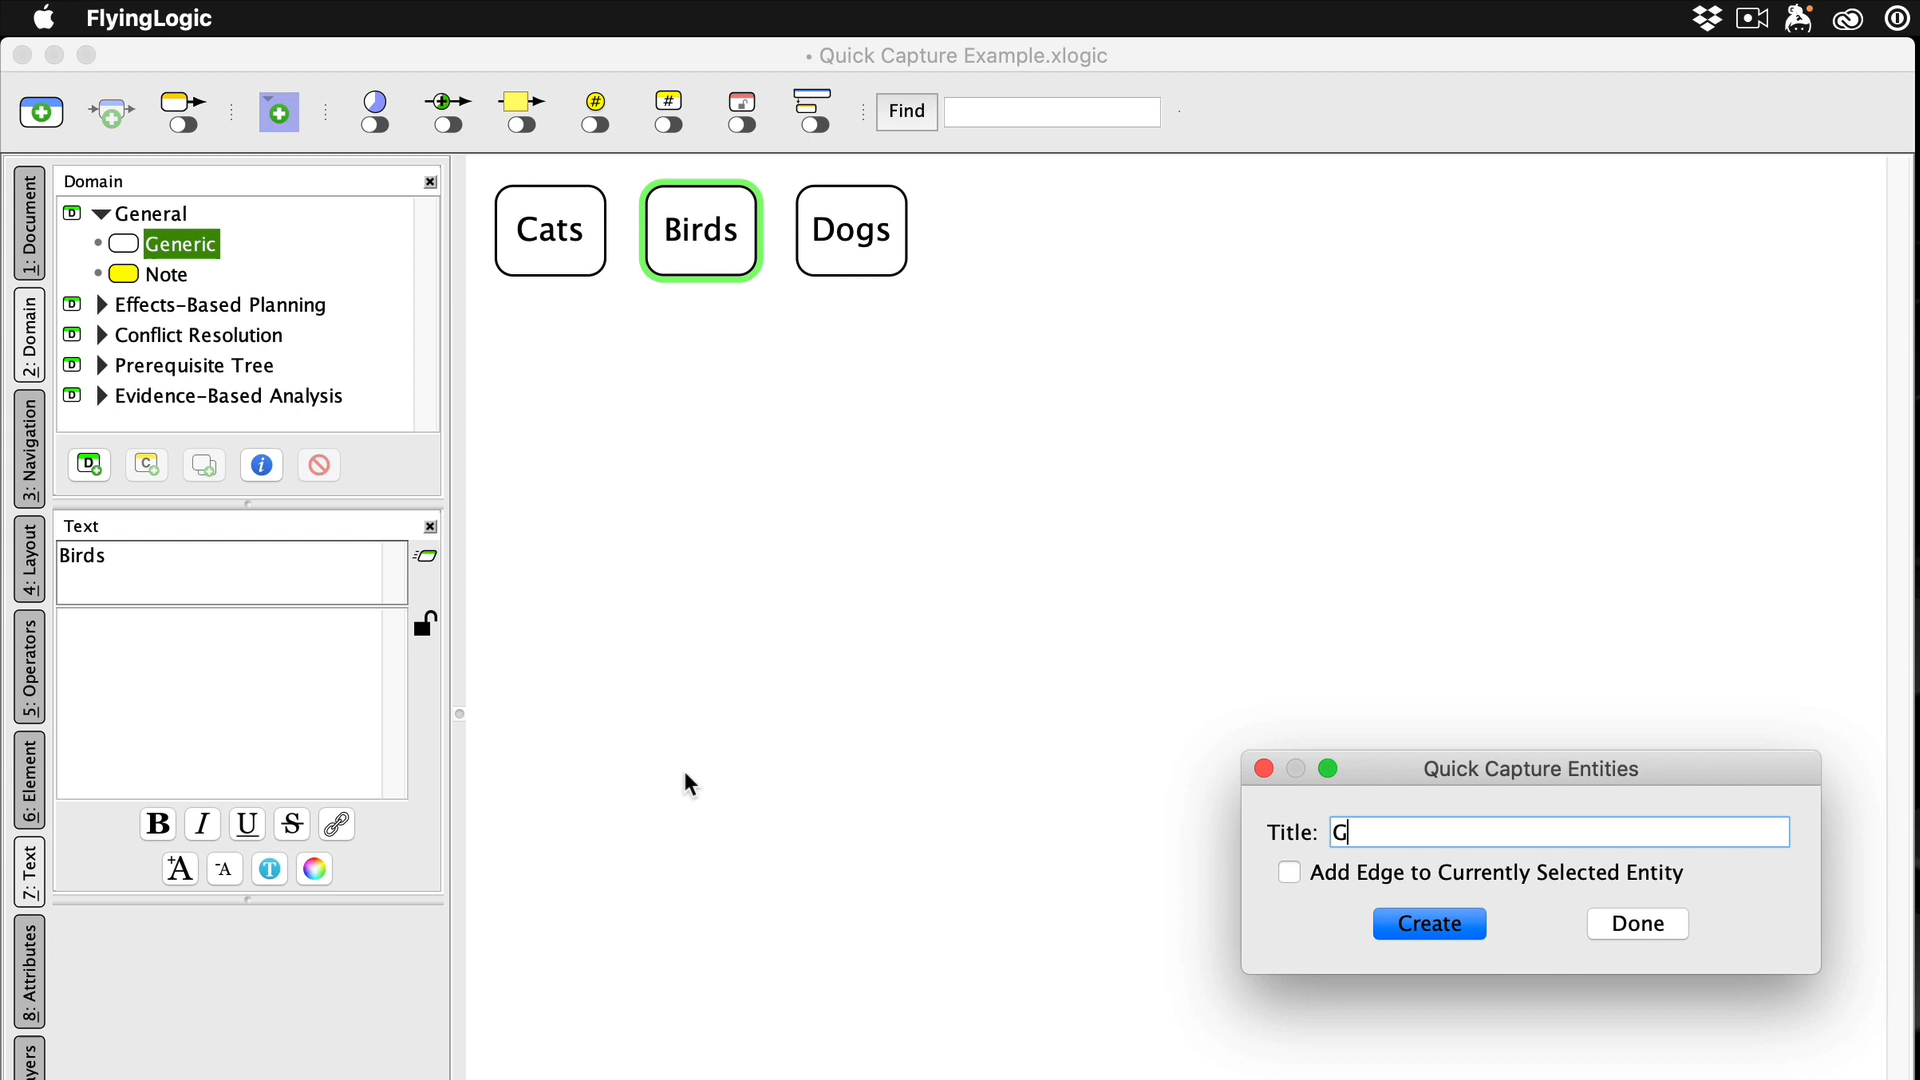 FlyingLogic
• Quick Capture Example.xlogic
#
#
Find
1: Document
2: Domain
3: Navigation
4: Layout
5: Operators
6: Element
7: Text
8: Attributes
yers
Domain
D General
Generic
Note
D Effects-Based Planning
D Conflict Resolution
D Prerequisite Tree
D Evidence-Based Analysis
D C i
Text
Birds
B I U S
+A -A T
Cats Birds Dogs
Quick Capture Entities
Title: G
Add Edge to Currently Selected Entity
Create Done